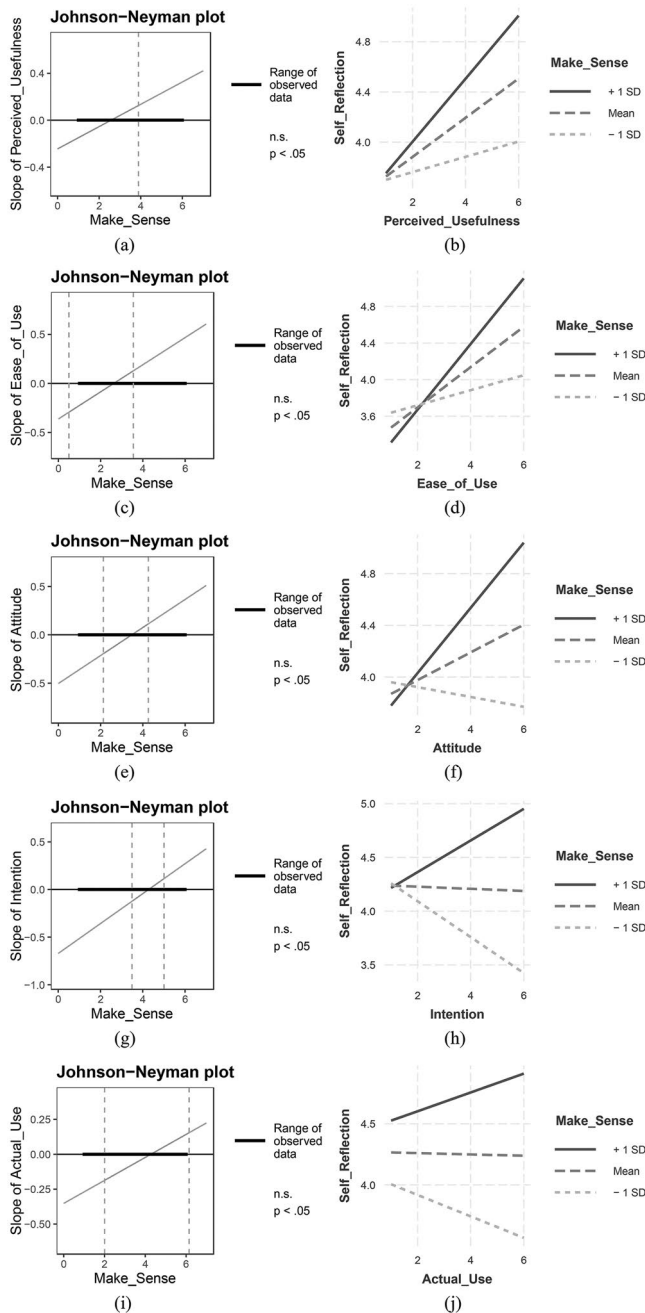 Johnson−Neyman plot
Slope of Perceived_Usefulness
0.4
0.0
−0.4
0 2 4 6
Make_Sense
Range of
observed
data
n.s.
p < .05
(a)
Self_Reflection
4.8
4.4
4.0
2 4 6
Perceived_Usefulness
Make_Sense
+ 1 SD
Mean
− 1 SD
(b)
Johnson−Neyman plot
Slope of Ease_of_Use
0.5
0.0
−0.5
0 2 4 6
Make_Sense
Range of
observed
data
n.s.
p < .05
(c)
Self_Reflection
4.8
4.4
4.0
3.6
2 4 6
Ease_of_Use
Make_Sense
+ 1 SD
Mean
− 1 SD
(d)
Johnson−Neyman plot
Slope of Attitude
0.5
0.0
−0.5
0 2 4 6
Make_Sense
Range of
observed
data
n.s.
p < .05
(e)
Self_Reflection
4.8
4.4
4.0
2 4 6
Attitude
Make_Sense
+ 1 SD
Mean
− 1 SD
(f)
Johnson−Neyman plot
Slope of Intention
0.5
0.0
−0.5
−1.0
0 2 4 6
Make_Sense
Range of
observed
data
n.s.
p < .05
(g)
Self_Reflection
5.0
4.5
4.0
3.5
2 4 6
Intention
Make_Sense
+ 1 SD
Mean
− 1 SD
(h)
Johnson−Neyman plot
Slope of Actual_Use
0.25
0.00
−0.25
−0.50
0 2 4 6
Make_Sense
Range of
observed
data
n.s.
p < .05
(i)
Self_Reflection
4.5
4.0
2 4 6
Actual_Use
Make_Sense
+ 1 SD
Mean
− 1 SD
(j)